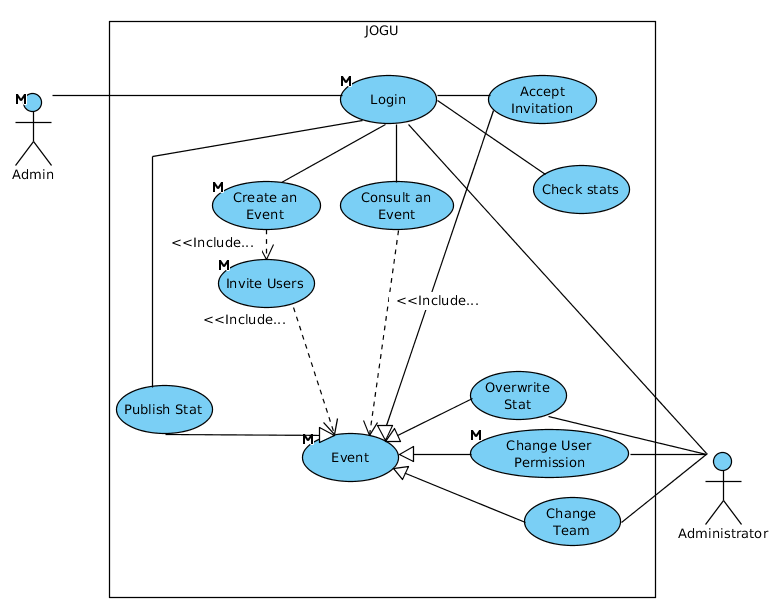 JOGU
M
Login
Accept
Invitation
M
Admin
Check stats
M
Create an
Event
Consult an
Event
<<Include...
M
Invite Users
<<Include...
<<Include...
Overwrite
Stat
Publish Stat
M
Event
M
Change User
Permission
Change
Team
Administrator